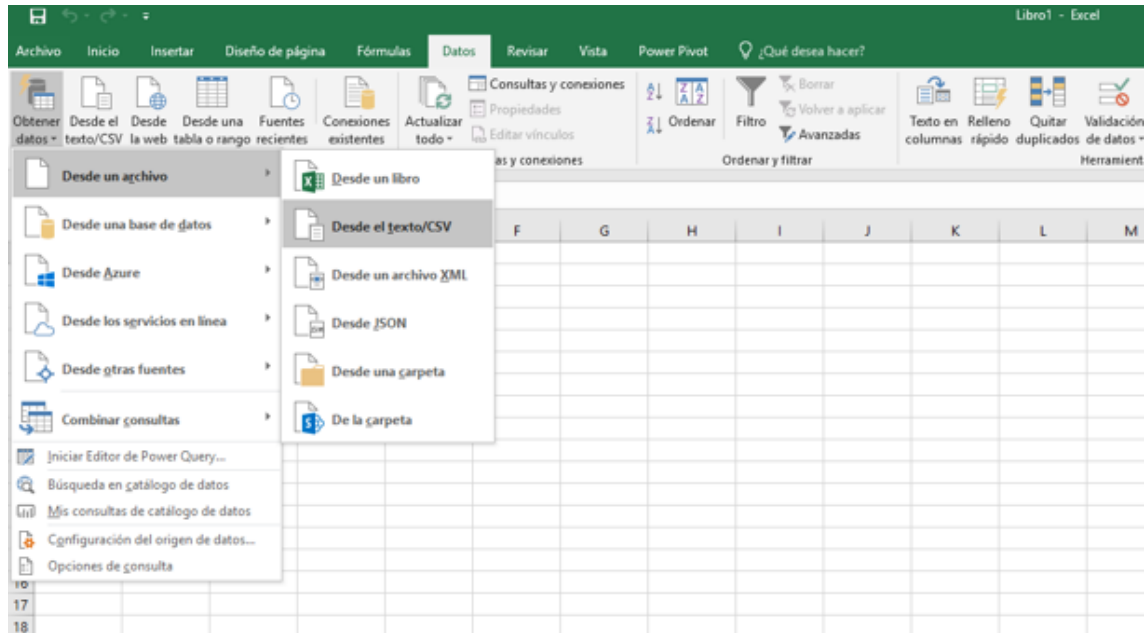 Libro1 - Excel
Archivo Inicio Insertar Diseño de página Fórmulas Datos Revisar Vista Power Pivot ¿Qué desea hacer?
Obtener datos
Desde el texto/CSV
Desde la web
Desde una tabla o rango
Fuentes recientes
Conexiones existentes
Actualizar todo
Consultas y conexiones
Propiedades
Editar vínculos
as y conexiones
Ordenar
Filtro
Borrar
Volver a aplicar
Avanzadas
Ordenar y filtrar
Texto en columnas
Relleno rápido
Quitar duplicados
Validación de datos
Herramient
Desde un archivo
Desde una base de datos
Desde Azure
Desde los servicios en línea
Desde otras fuentes
Combinar consultas
Iniciar Editor de Power Query...
Búsqueda en catálogo de datos
Mis consultas de catálogo de datos
Configuración del origen de datos...
Opciones de consulta
Desde un libro
Desde el texto/CSV
Desde un archivo XML
Desde JSON
Desde una carpeta
De la carpeta
F G H I J K L M
16
17
18